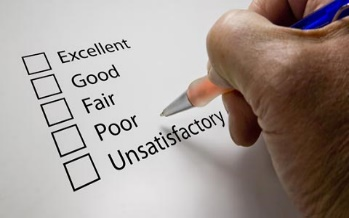 Excellent
Good
Fair
Poor
Unsatisfactory